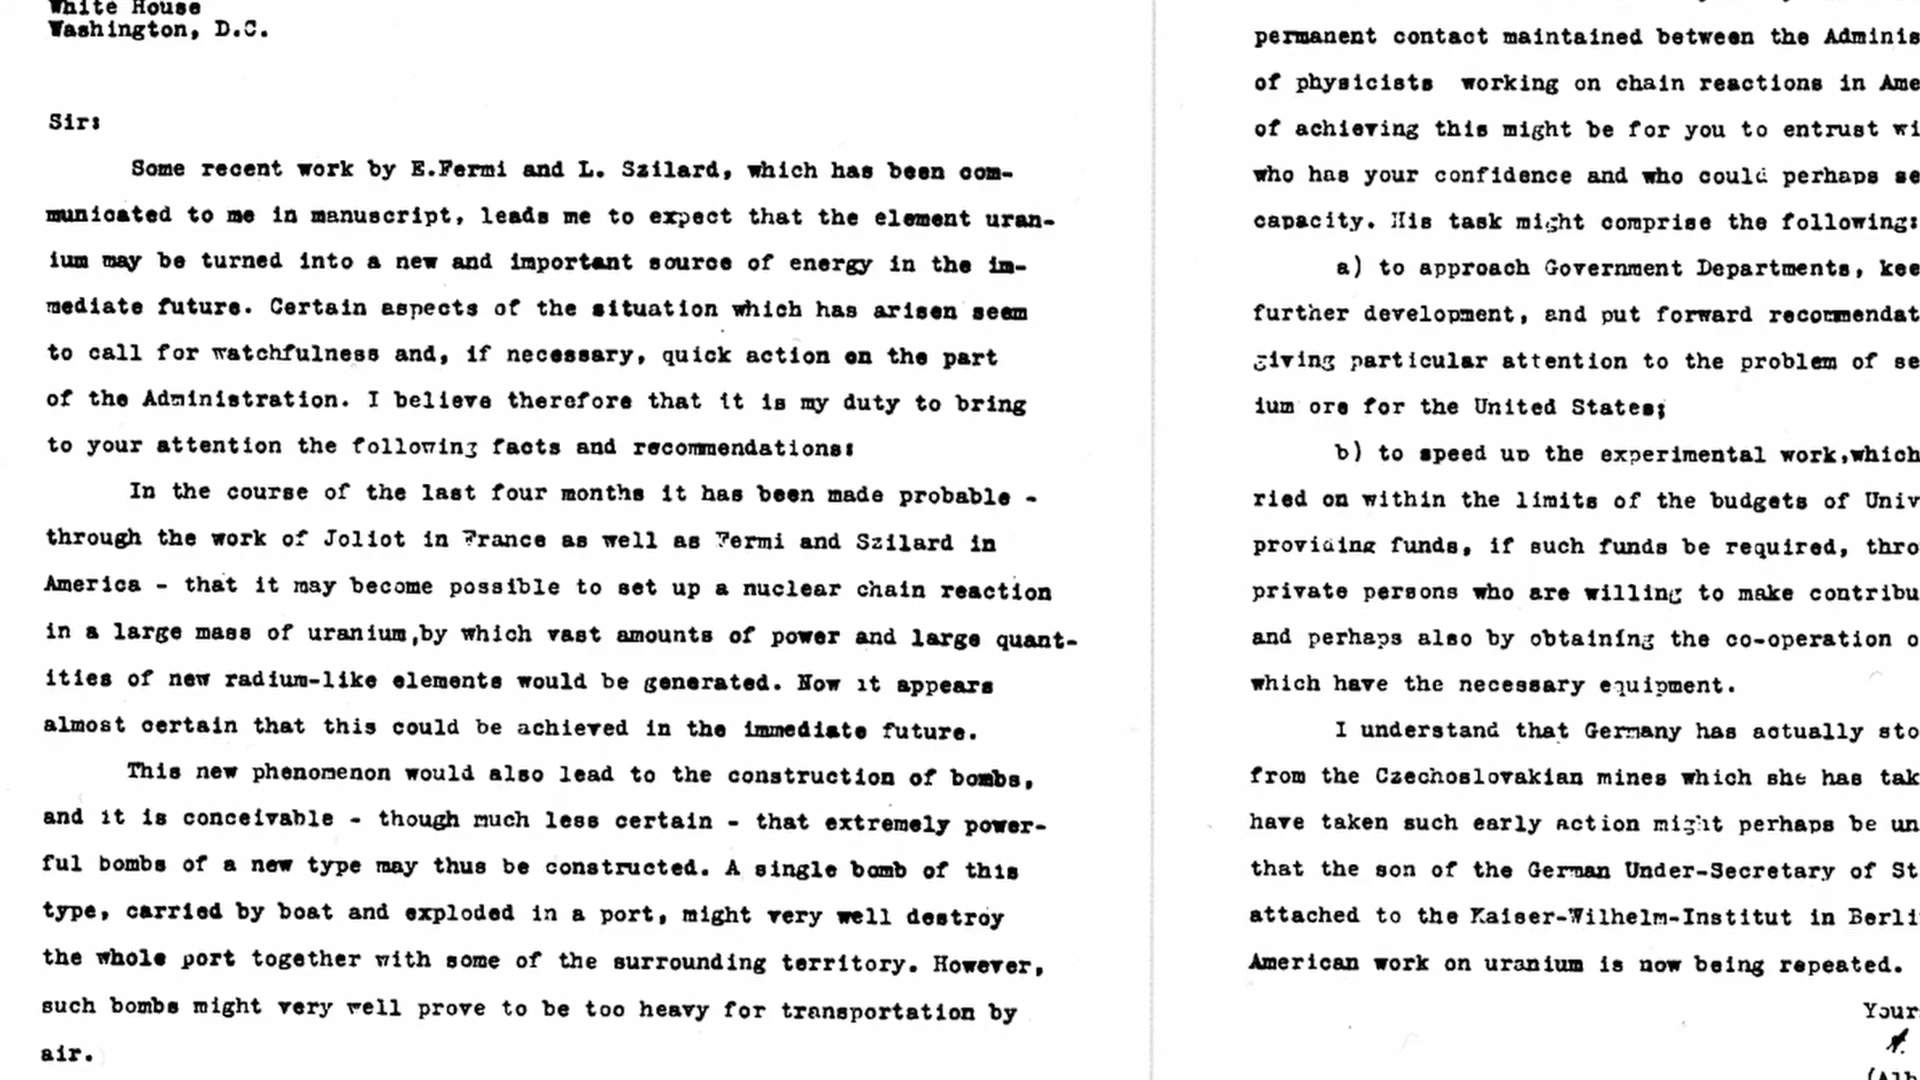 White House
Washington, D.C.
Sir:
Some recent work by E.Fermi and L. Szilard, which has been com-
municated to me in manuscript, leads me to expect that the element uran-
ium may be turned into a new and important source of energy in the im-
mediate future. Certain aspects of the situation which has arisen seem
to call for watchfulness and, if necessary, quick action on the part
of the Administration. I believe therefore that it is my duty to bring
to your attention the following facts and recommendations:
In the course of the last four months it has been made probable -
through the work of Joliot in France as well as Fermi and Szilard in
America - that it may become possible to set up a nuclear chain reaction
in a large mass of uranium,by which vast amounts of power and large quant-
ities of new radium-like elements would be generated. Now it appears
almost certain that this could be achieved in the immediate future.
This new phenomenon would also lead to the construction of bombs,
and it is conceivable - though much less certain - that extremely power-
ful bombs of a new type may thus be constructed. A single bomb of this
type, carried by boat and exploded in a port, might very well destroy
the whole port together with some of the surrounding territory. However,
such bombs might very well prove to be too heavy for transportation by
air.
permanent contact maintained between the Adminis
of physicists working on chain reactions in Ame
of achieving this might be for you to entrust wi
who has your confidence and who could perhaps se
capacity. His task might comprise the following:
a) to approach Government Departments, kee
further development, and put forward recommendat
giving particular attention to the problem of se
ium ore for the United States;
b) to speed up the experimental work,which
ried on within the limits of the budgets of Univ
providing funds, if such funds be required, thro
private persons who are willing to make contribu
and perhaps also by obtaining the co-operation o
which have the necessary equipment.
I understand that Germany has actually sto
from the Czechoslovakian mines which she has tak
have taken such early action might perhaps be un
that the son of the German Under-Secretary of St
attached to the Kaiser-Wilhelm-Institut in Berli
American work on uranium is now being repeated.
Your
(Alb